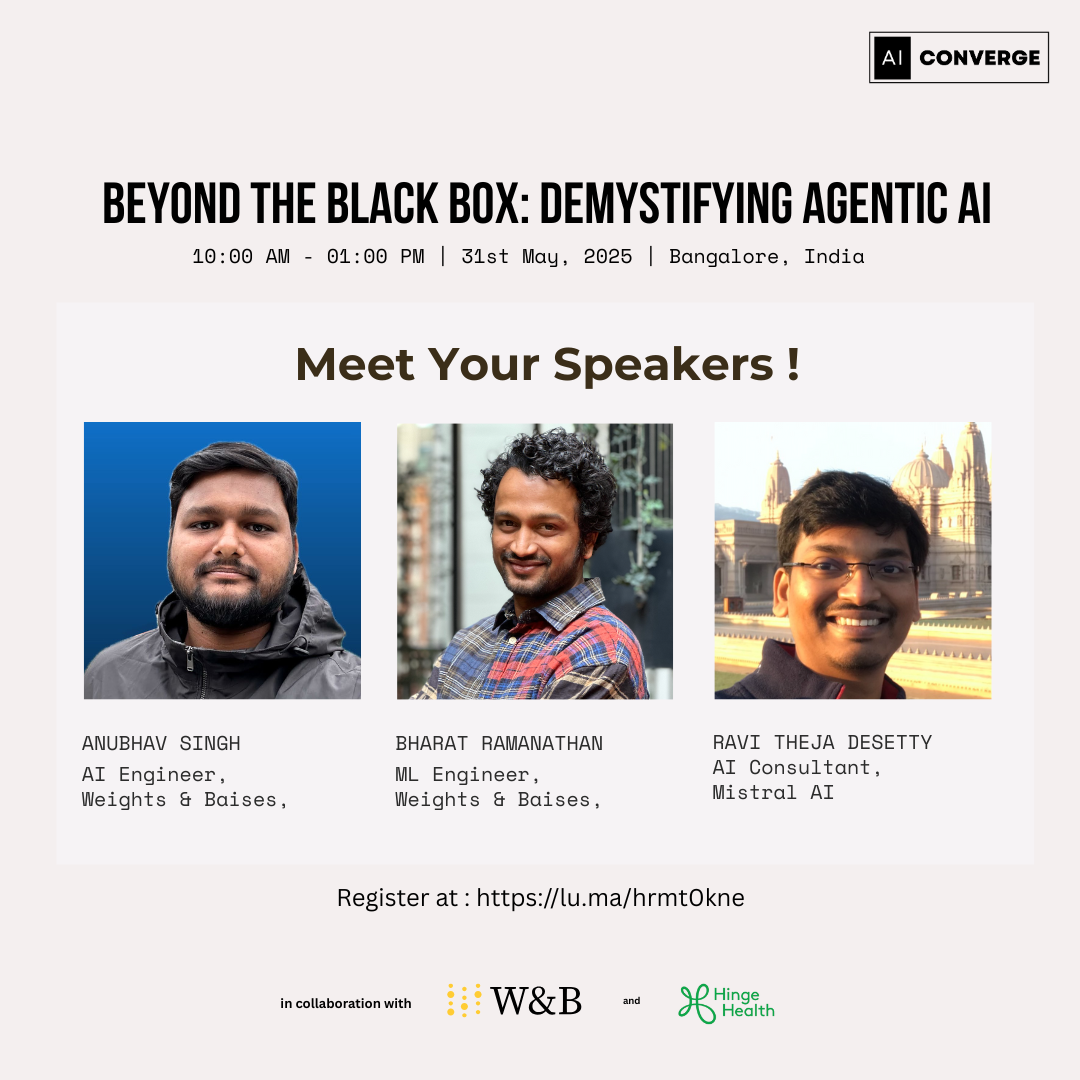 AI CONVERGE
BEYOND THE BLACK BOX: DEMYSTIFYING AGENTIC AI
10:00 AM - 01:00 PM | 31st May, 2025 | Bangalore, India
Meet Your Speakers !
ANUBHAV SINGH
AI Engineer,
Weights & Baises,
BHARAT RAMANATHAN
ML Engineer,
Weights & Baises,
RAVI THEJA DESETTY
AI Consultant,
Mistral AI
Register at : https://lu.ma/hrmt0kne
in collaboration with W&B and Hinge
Health